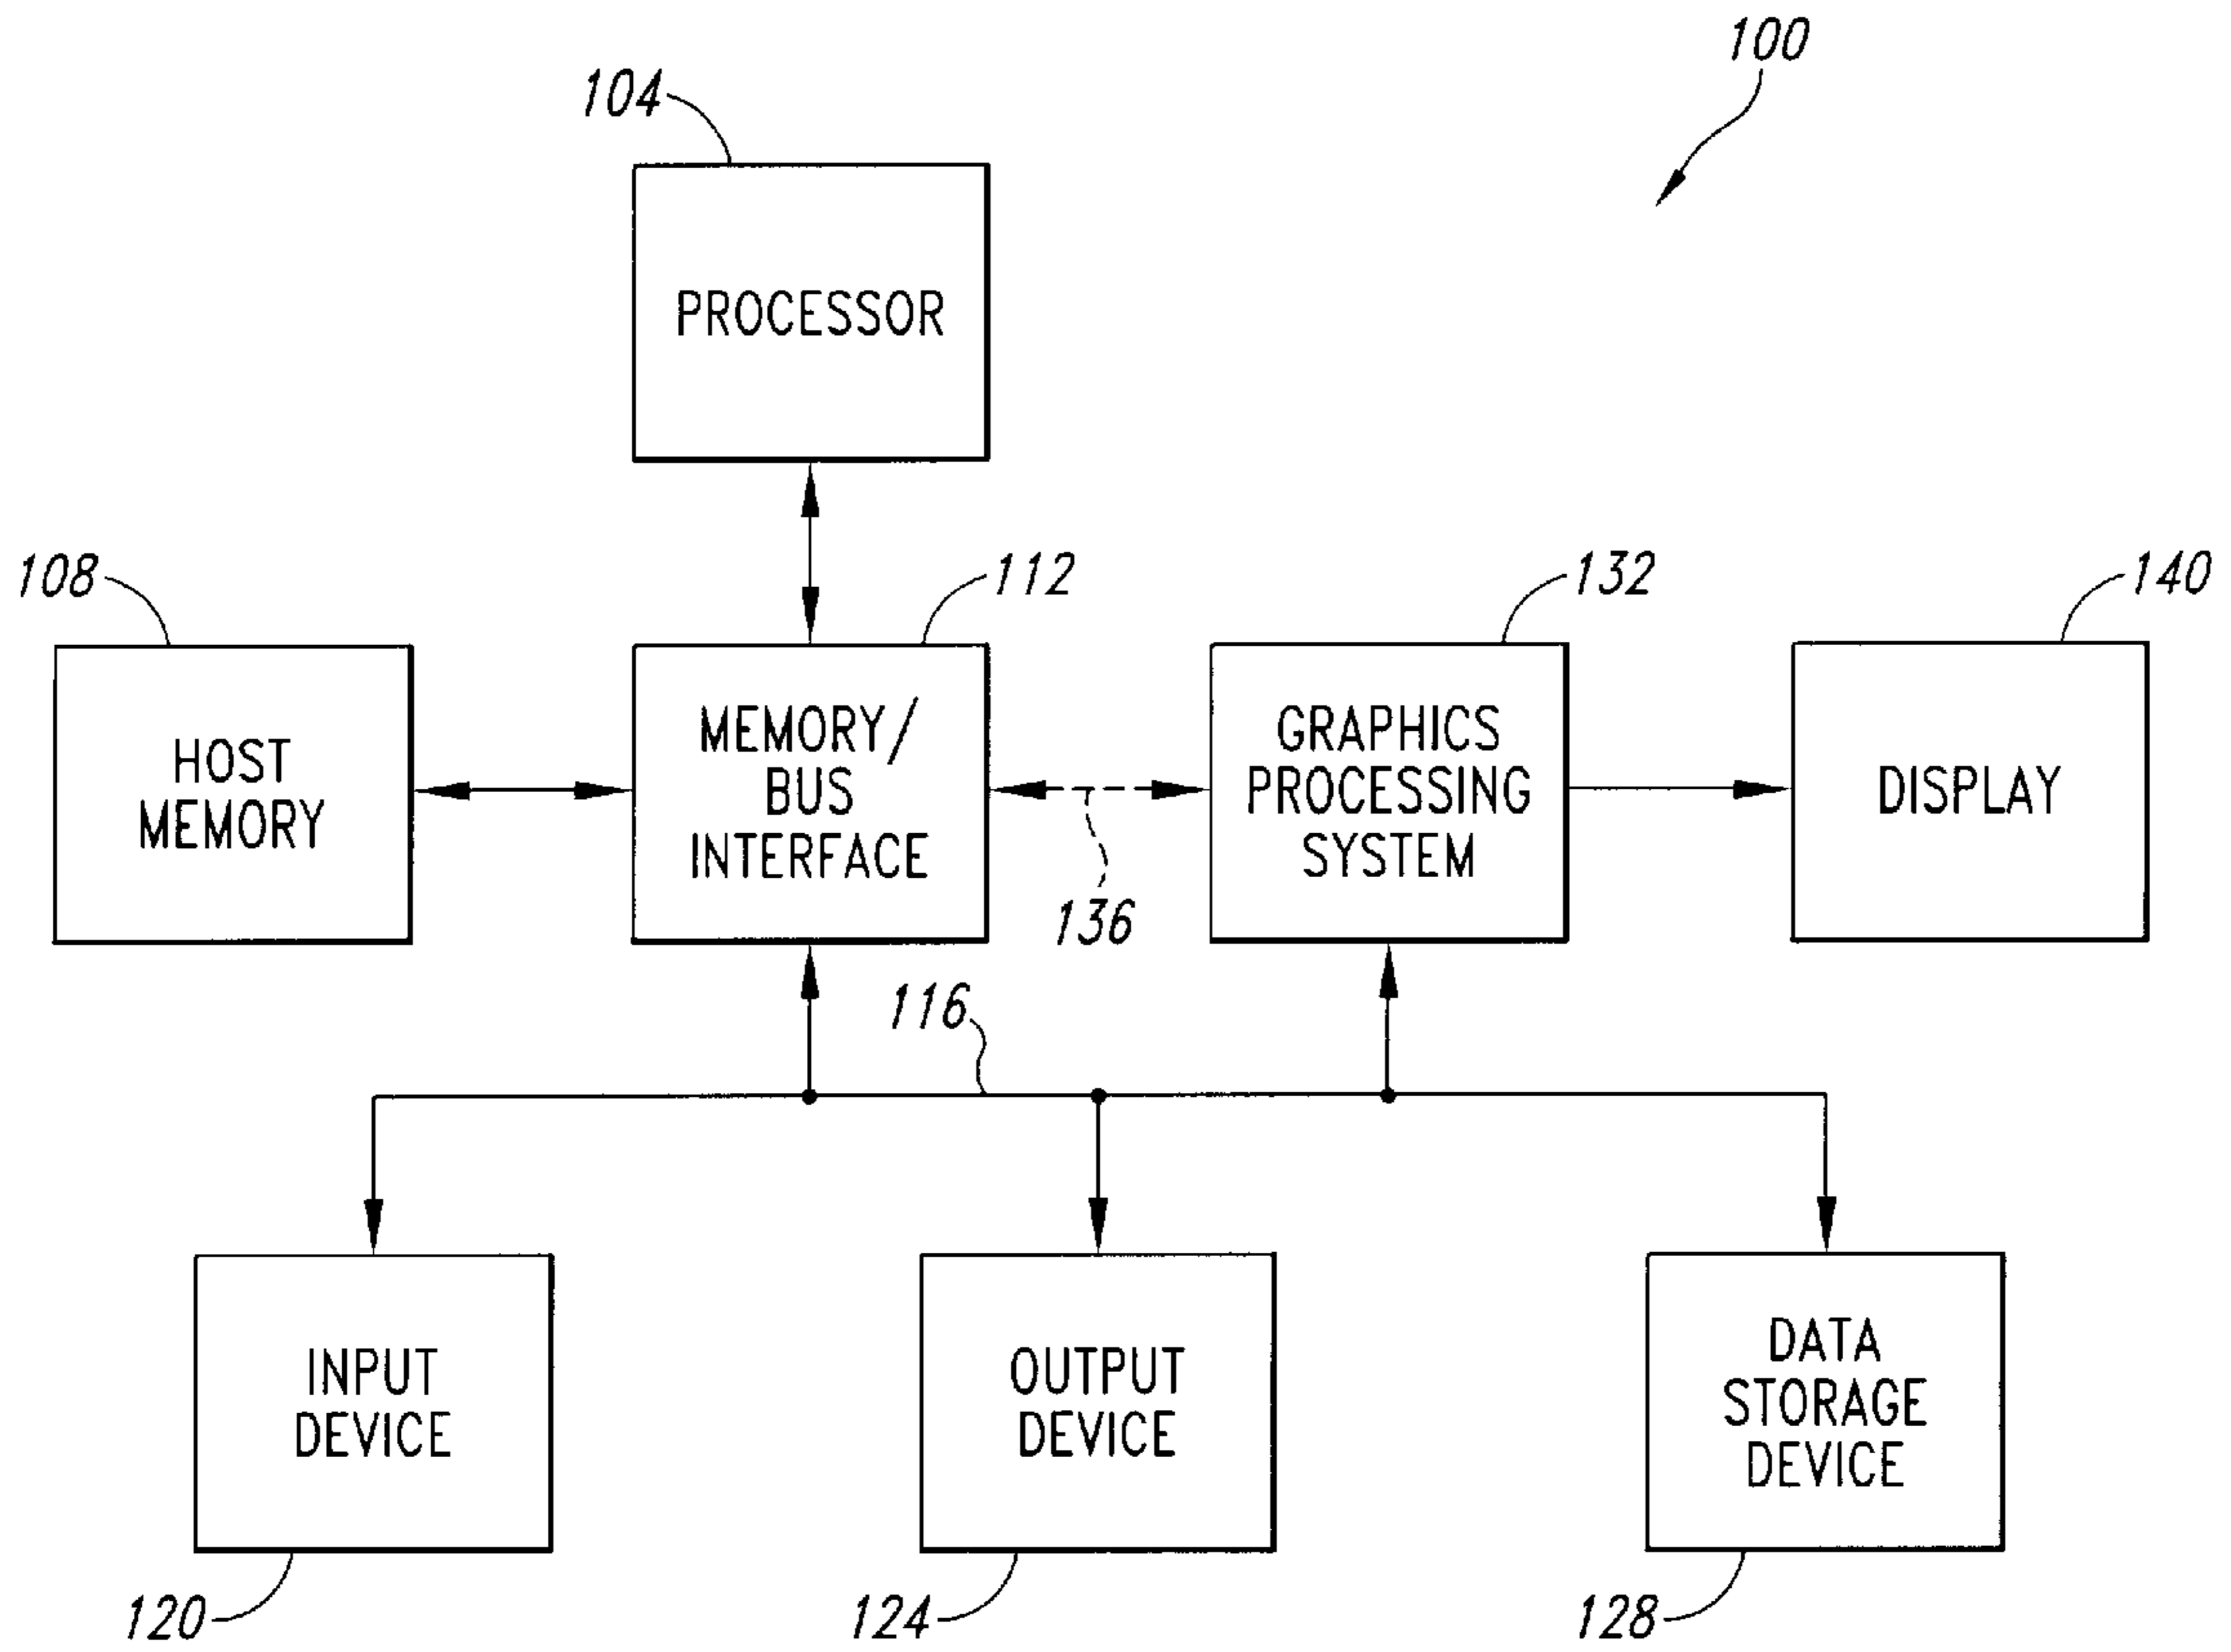 100
104
PROCESSOR
108
112
132
140
HOST
MEMORY
MEMORY/
BUS
INTERFACE
GRAPHICS
PROCESSING
SYSTEM
DISPLAY
136
116
INPUT
DEVICE
OUTPUT
DEVICE
DATA
STORAGE
DEVICE
120
124
128